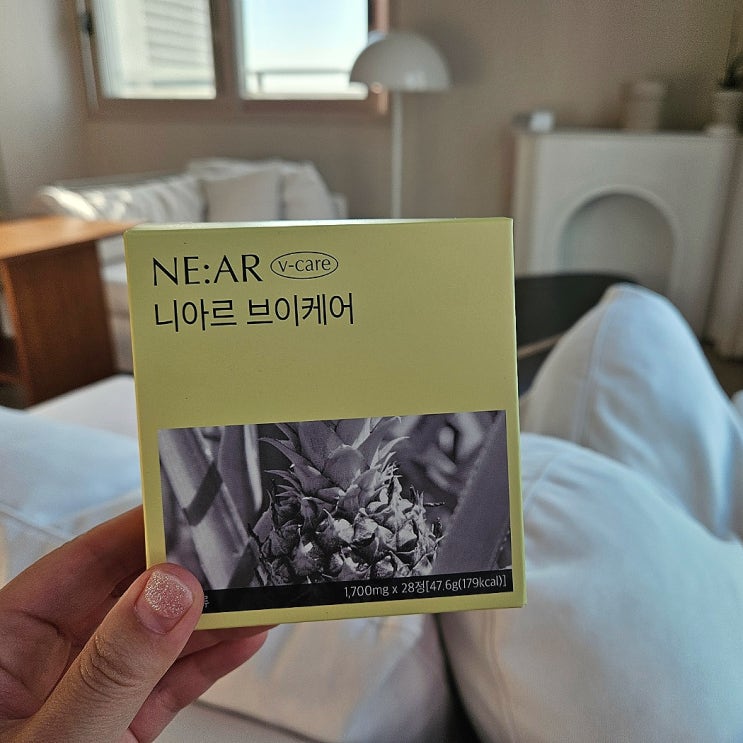 NE:AR v-care
니아르 브이케어
1,700mg x 28정[47.6g(179kcal)]